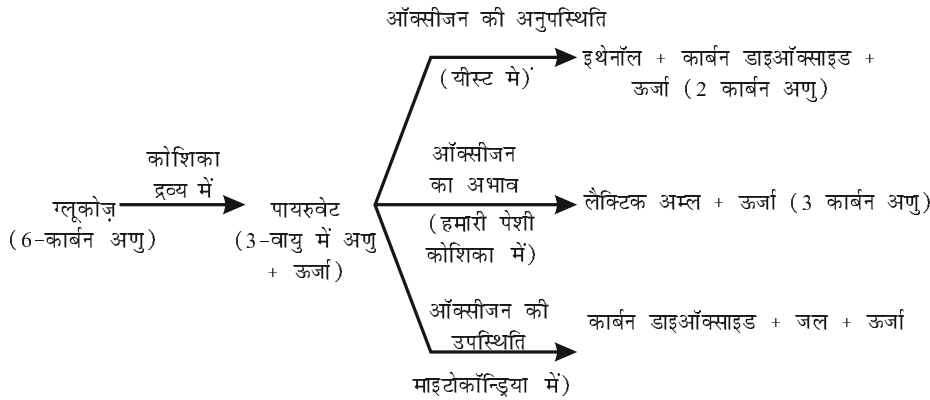 ऑक्सीजन की अनुपस्थिति
(यीस्ट में)
इथेनॉल + कार्बन डाइऑक्साइड +
ऊर्जा (2 कार्बन अणु)
ग्लूकोज़
(6-कार्बन अणु)
कोशिका
द्रव्य में
पायरुवेट
(3-वायु में अणु
+ ऊर्जा)
ऑक्सीजन
का अभाव
(हमारी पेशी
कोशिका में)
लैक्टिक अम्ल + ऊर्जा (3 कार्बन अणु)
ऑक्सीजन की
उपस्थिति
माइटोकॉन्ड्रिया में)
कार्बन डाइऑक्साइड + जल + ऊर्जा